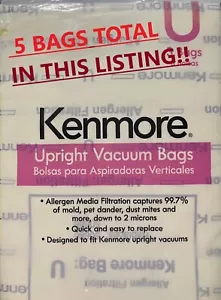 U
5 BAGS TOTAL
IN THIS LISTING!!
Allergen Filtration
Kenmore®
Upright Vacuum Bags
Bolsas para Aspiradoras Verticales
• Allergen Media Filtration captures 99.7%
of mold, pet dander, dust mites and
more, down to 2 microns
• Quick and easy to replace
• Designed to fit Kenmore upright vacuums
U
Kenmore Bag: